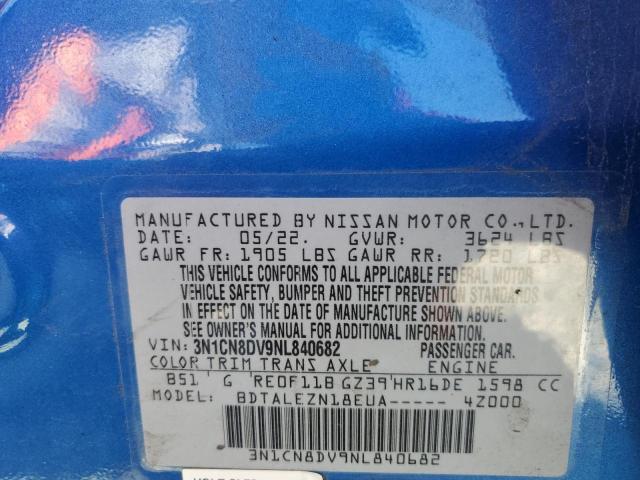 MANUFACTURED BY NISSAN MOTOR CO., LTD.
DATE: 05/22. GVWR: 3624 LBS
GAWR FR: 1905 LBS GAWR RR: 1720 LBS
THIS VEHICLE CONFORMS TO ALL APPLICABLE FEDERAL MOTOR
VEHICLE SAFETY, BUMPER AND THEFT PREVENTION STANDARDS
IN EFFECT ON THE DATE OF MANUFACTURE SHOWN ABOVE.
SEE OWNER'S MANUAL FOR ADDITIONAL INFORMATION.
VIN: 3N1CN8DV9NL840682 PASSENGER CAR.
COLOR TRIM TRANS AXLE ENGINE
B51 G RE0F11B GZ39 HR16DE 1598 CC
MODEL: BDTALEZN18EUA----- 4Z000
3N1CN8DV9NL840682